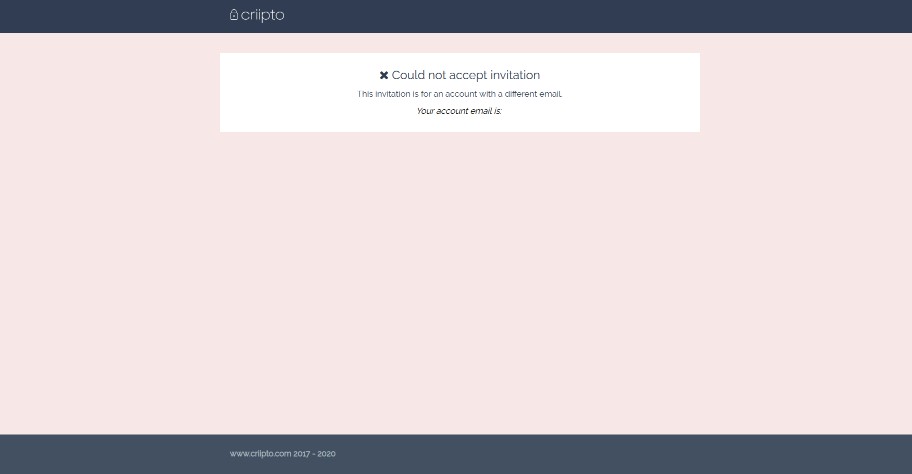 criipto
✖ Could not accept invitation
This invitation is for an account with a different email.
Your account email is:
www.criipto.com 2017 - 2020